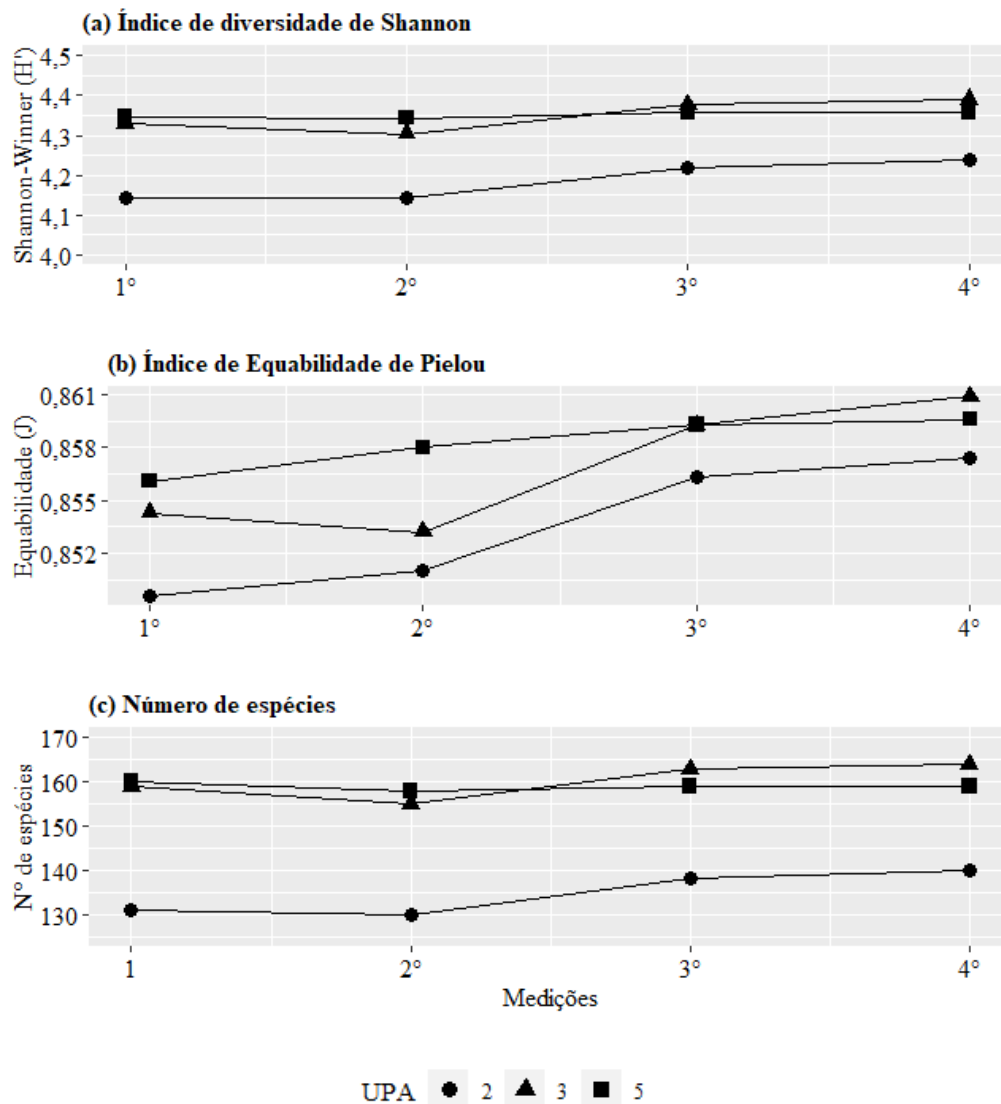 (a) Índice de diversidade de Shannon
Shannon-Winner (H')
4,5
4,4
4,3
4,2
4,1
4,0
1° 2° 3° 4°
(b) Índice de Equabilidade de Pielou
Equabilidade (J)
0,861
0,858
0,855
0,852
1° 2° 3° 4°
(c) Número de espécies
N° de espécies
170
160
150
140
130
1 2° 3° 4°
Medições
UPA 2 3 5